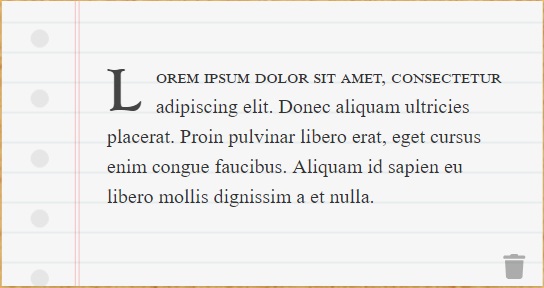 Lorem ipsum dolor sit amet, consectetur
adipiscing elit. Donec aliquam ultricies
placerat. Proin pulvinar libero erat, eget cursus
enim congue faucibus. Aliquam id sapien eu
libero mollis dignissim a et nulla.